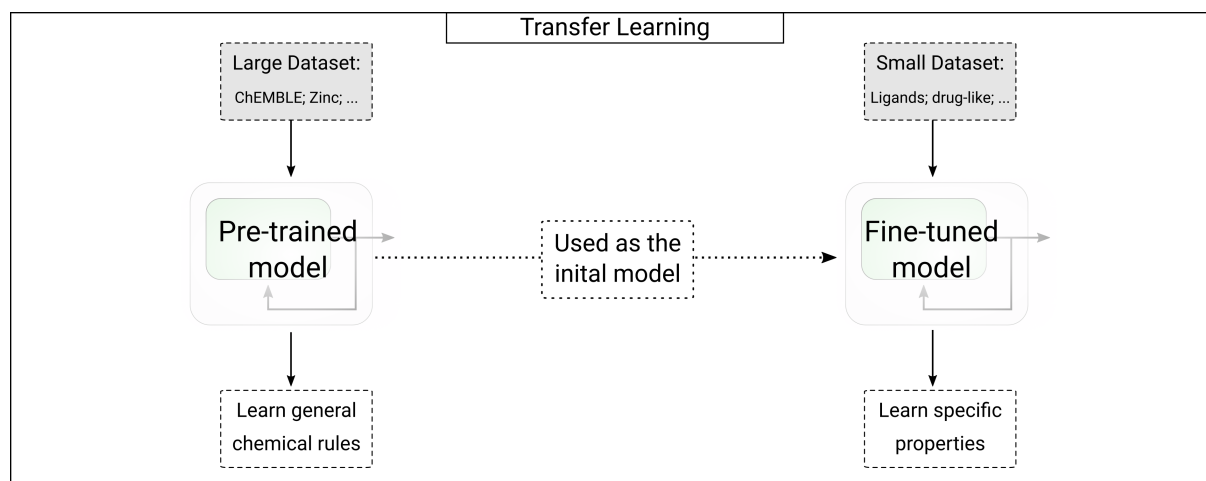 Transfer Learning
Large Dataset:
ChEMBLE; Zinc; ...
Small Dataset:
Ligands; drug-like; ...
Pre-trained
model
Used as the
inital model
Fine-tuned
model
Learn general
chemical rules
Learn specific
properties